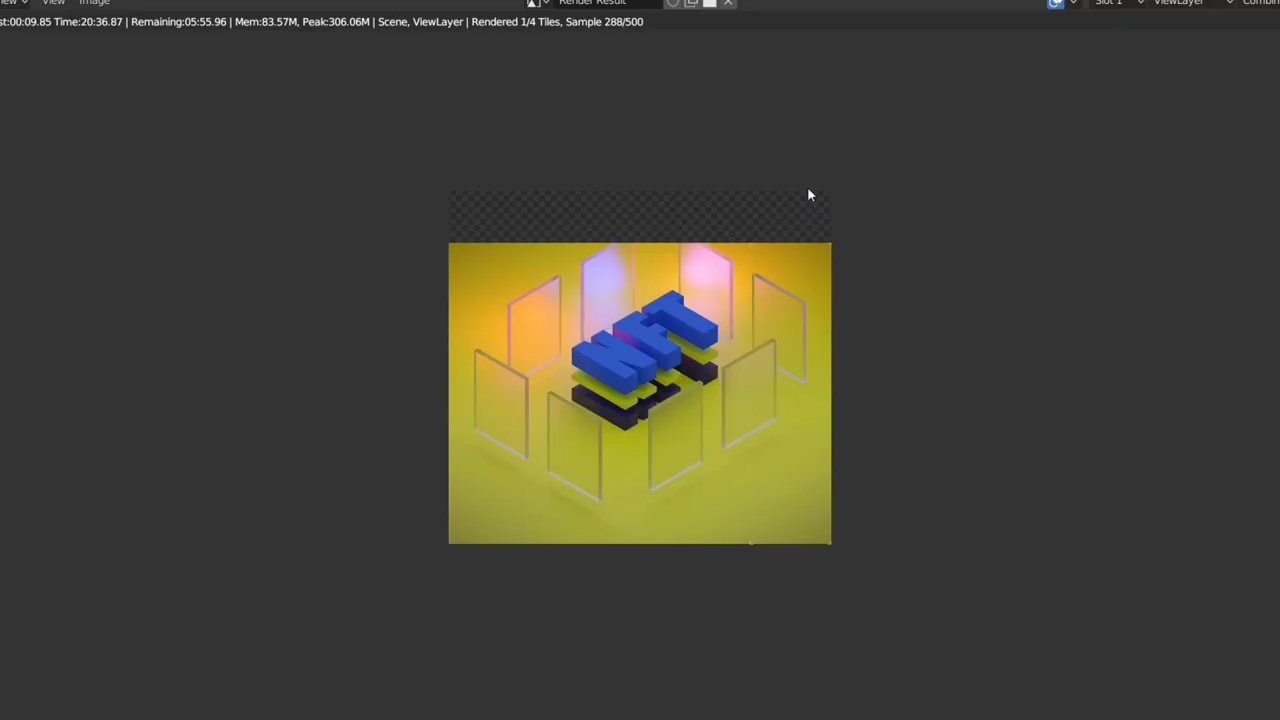 View Image Render Result Slot 1 ViewLayer
st:00:09.85 Time:20:36.87 | Remaining:05:55.96 | Mem:83.57M, Peak:306.06M | Scene, ViewLayer | Rendered 1/4 Tiles, Sample 288/500
NFT